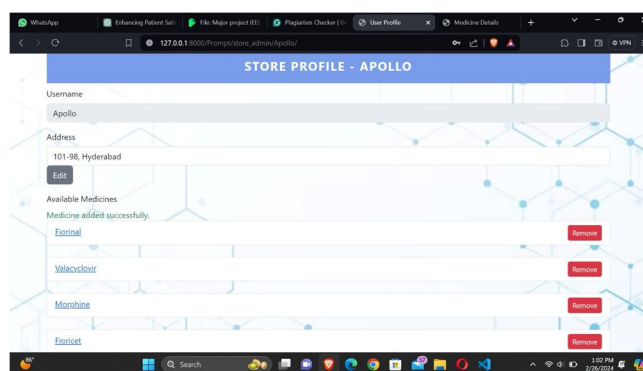 WhatsApp
Enhancing Patient Sati
File: Major project IEEE
Plagiarism Checker | G
User Profile
Medicine Details
127.0.0.1:8000/Prompt/store_admin/Apollo/
VPN
STORE PROFILE - APOLLO
Username
Apollo
Address
101-98, Hyderabad
Edit
Available Medicines
Medicine added successfully.
Fiorinal
Remove
Valacyclovir
Remove
Morphine
Remove
Fioricet
Remove
86°
Search
57
1:02 PM
2/26/2024